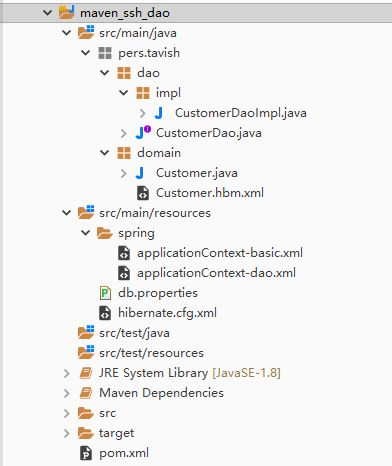 maven_ssh_dao
src/main/java
pers.tavish
dao
impl
CustomerDaoImpl.java
CustomerDao.java
domain
Customer.java
Customer.hbm.xml
src/main/resources
spring
applicationContext-basic.xml
applicationContext-dao.xml
db.properties
hibernate.cfg.xml
src/test/java
src/test/resources
JRE System Library [JavaSE-1.8]
Maven Dependencies
src
target
pom.xml